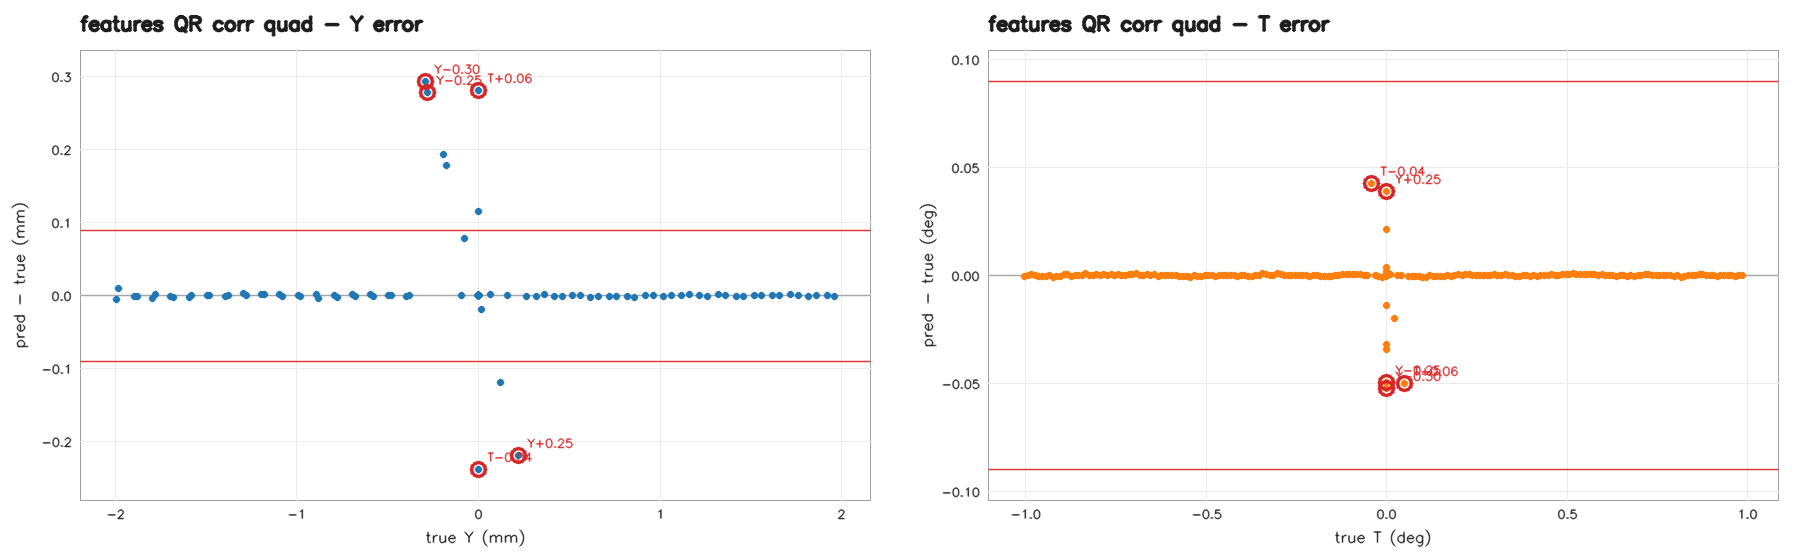 features QR corr quad − Y error
pred − true (mm)
0.3
0.2
0.1
0.0
−0.1
−0.2
Y−0.30
Y−0.25
T+0.06
Y+0.25
−2
−1
0
1
2
true Y (mm)
features QR corr quad − T error
pred − true (deg)
0.10
0.05
0.00
−0.05
−0.10
T−0.04
Y+0.25
−1.0
−0.5
0.0
0.5
1.0
true T (deg)